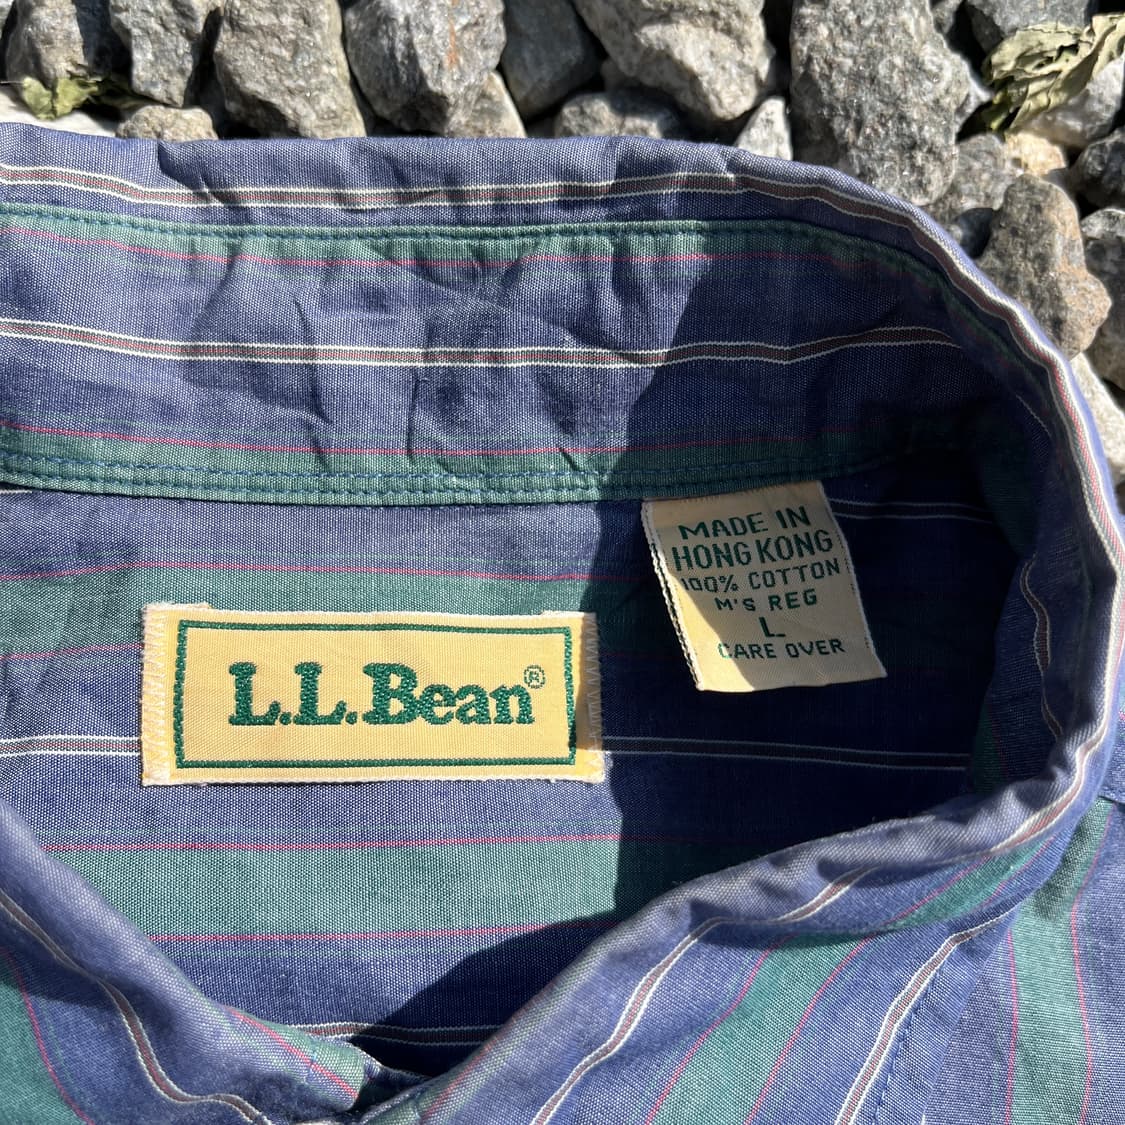 L.L.Bean®
MADE IN
HONG KONG
100% COTTON
M'S REG
L
CARE OVER